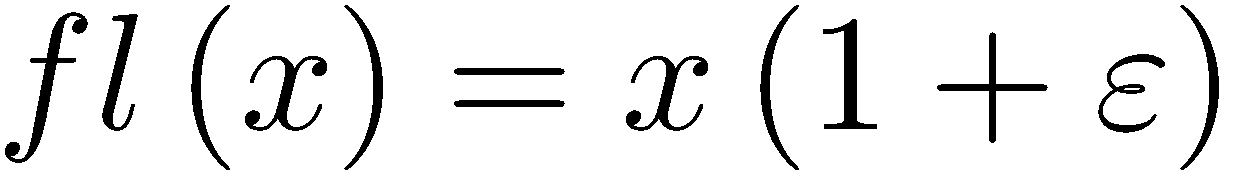 fl (x) = x (1 + ε)